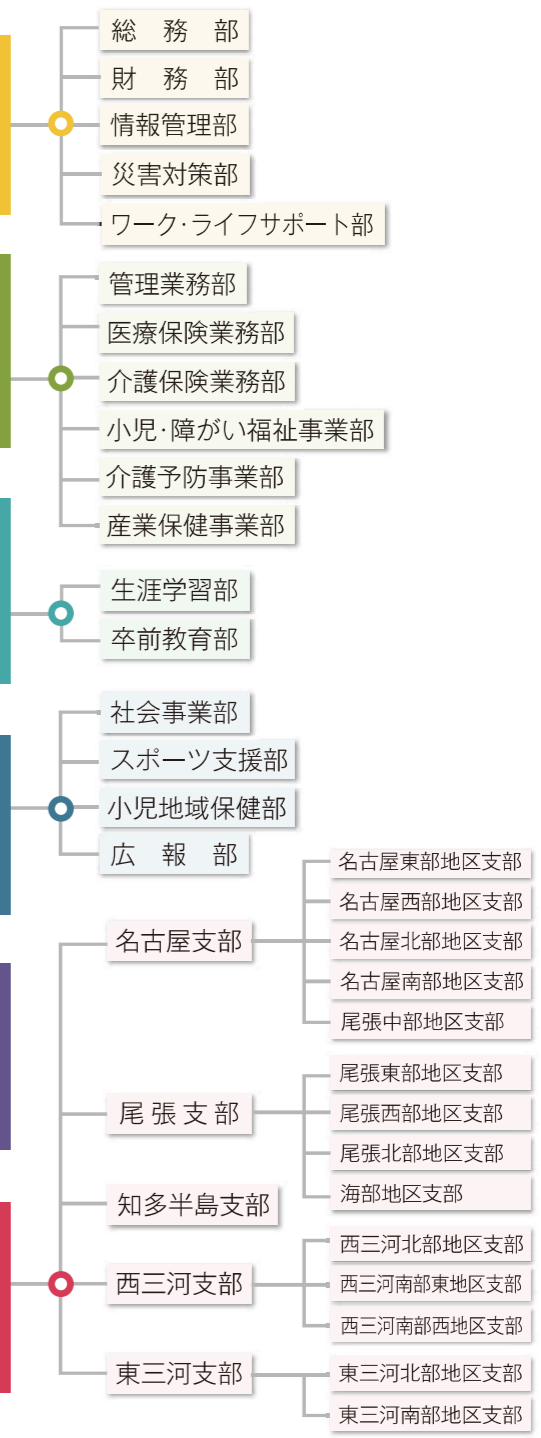 総務部
財務部
情報管理部
災害対策部
ワーク・ライフサポート部
管理業務部
医療保険業務部
介護保険業務部
小児・障がい福祉事業部
介護予防事業部
産業保健事業部
生涯学習部
卒前教育部
社会事業部
スポーツ支援部
小児地域保健部
広報部
名古屋支部
名古屋東部地区支部
名古屋西部地区支部
名古屋北部地区支部
名古屋南部地区支部
尾張中部地区支部
尾張支部
尾張東部地区支部
尾張西部地区支部
尾張北部地区支部
海部地区支部
知多半島支部
西三河支部
西三河北部地区支部
西三河南部東地区支部
西三河南部西地区支部
東三河支部
東三河北部地区支部
東三河南部地区支部